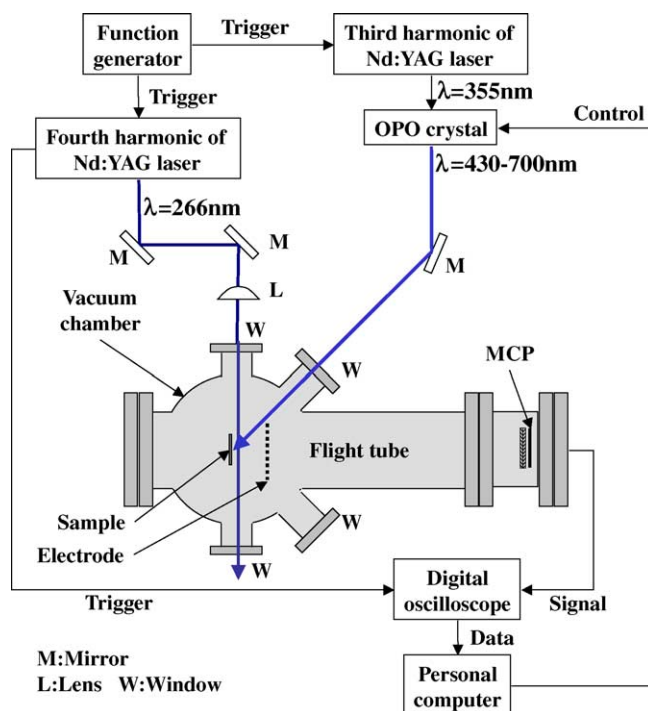 Function
generator
Trigger
Third harmonic of
Nd:YAG laser
Trigger
λ=355nm
Control
Fourth harmonic of
Nd:YAG laser
OPO crystal
λ=430-700nm
λ=266nm
M
M
M
L
Vacuum
chamber
W
W
MCP
Flight tube
Sample
Electrode
W
W
Trigger
Digital
oscilloscope
Signal
Data
M:Mirror
L:Lens W:Window
Personal
computer